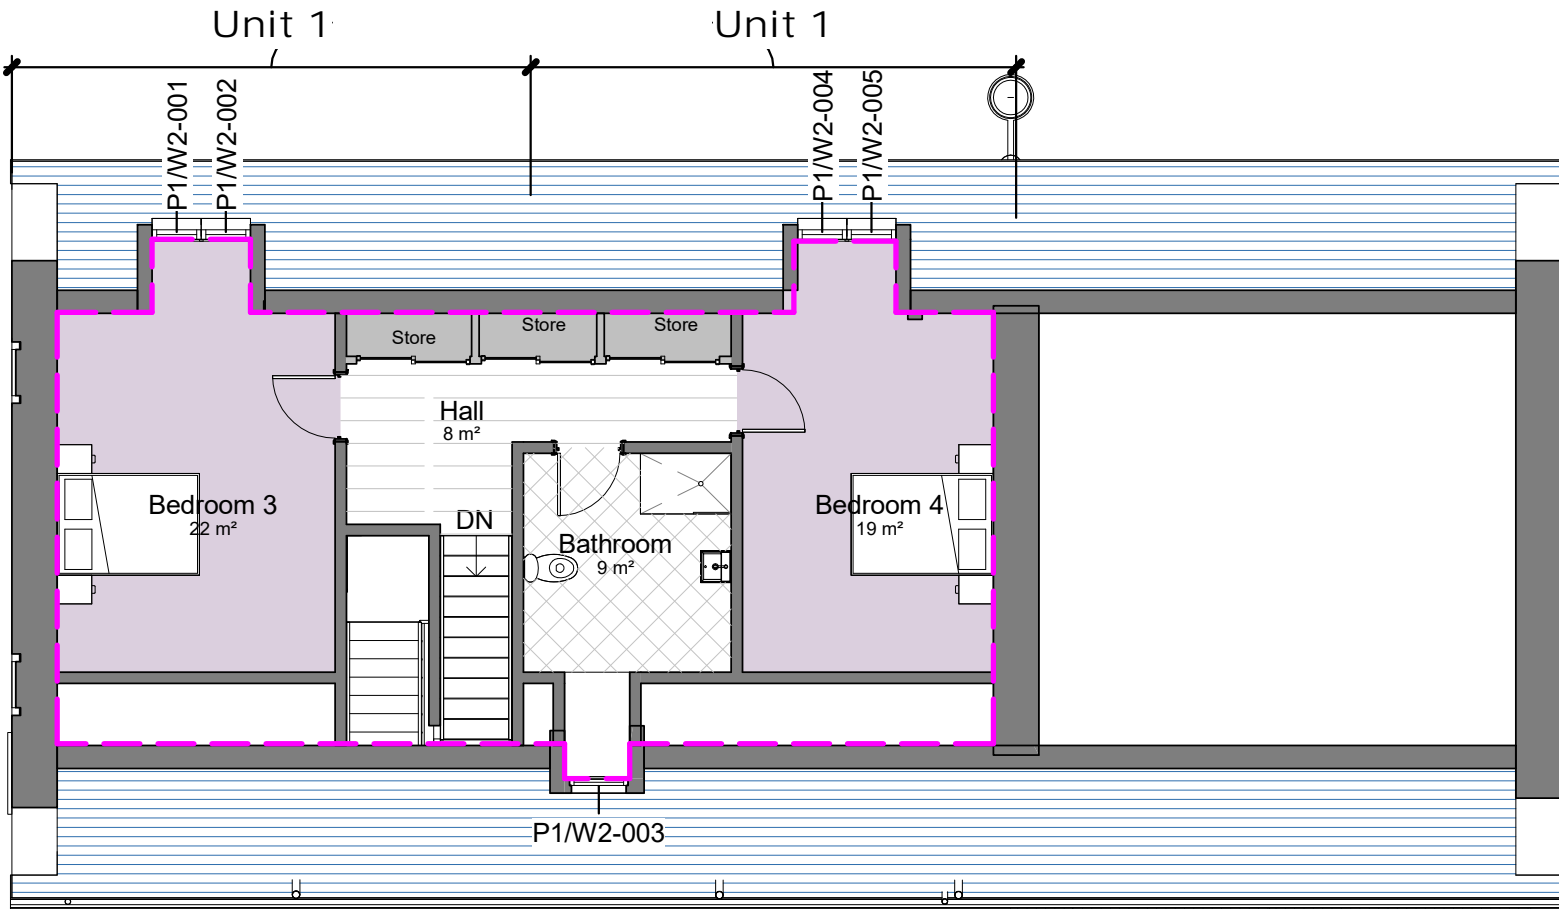 Unit 1
Unit 1
P1/W2-001
P1/W2-002
P1/W2-004
P1/W2-005
Store
Store
Store
Hall
8 m²
Bedroom 3
22 m²
DN
Bathroom
9 m²
Bedroom 4
19 m²
P1/W2-003